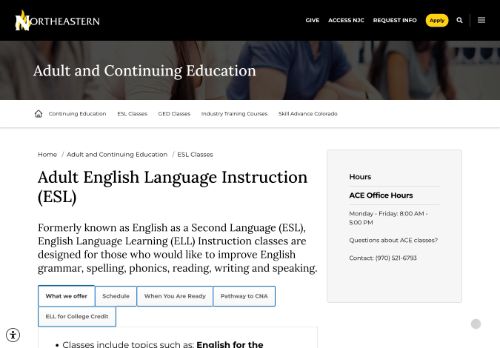 NORTHEASTERN
GIVE ACCESS NJC REQUEST INFO Apply
Adult and Continuing Education
Continuing Education ESL Classes GED Classes Industry Training Courses Skill Advance Colorado
Home / Adult and Continuing Education / ESL Classes
Adult English Language Instruction
(ESL)
Formerly known as English as a Second Language (ESL),
English Language Learning (ELL) Instruction classes are
designed for those who would like to improve English
grammar, spelling, phonics, reading, writing and speaking.
What we offer Schedule When You Are Ready Pathway to CNA
ELL for College Credit
• Classes include topics such as: English for the
Hours
ACE Office Hours
Monday - Friday: 8:00 AM -
5:00 PM
Questions about ACE classes?
Contact: (970) 521-6793